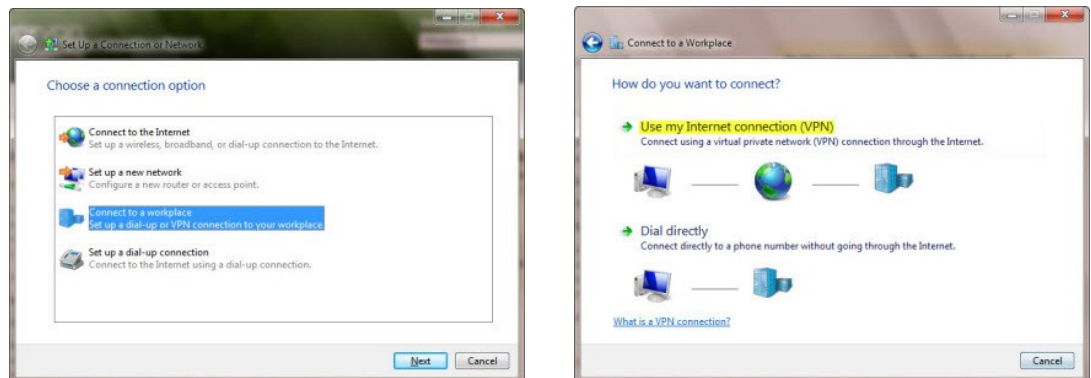 Set Up a Connection or Network
Choose a connection option
Connect to the Internet
Set up a wireless, broadband, or dial-up connection to the Internet.
Set up a new network
Configure a new router or access point.
Connect to a workplace
Set up a dial-up or VPN connection to your workplace.
Set up a dial-up connection
Connect to the Internet using a dial-up connection.
Next
Cancel
Connect to a Workplace
How do you want to connect?
Use my Internet connection (VPN)
Connect using a virtual private network (VPN) connection through the Internet.
Dial directly
Connect directly to a phone number without going through the Internet.
What is a VPN connection?
Cancel